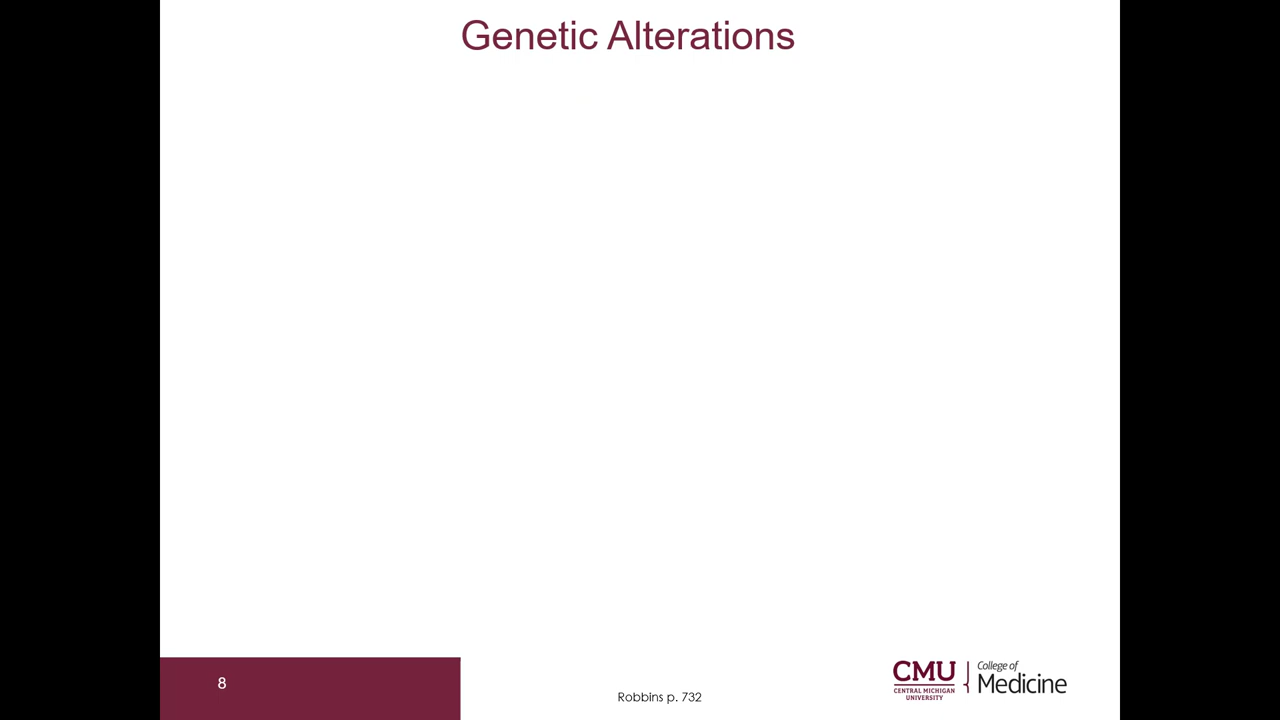 Genetic Alterations
8
Robbins p. 732
CMU
CENTRAL MICHIGAN
UNIVERSITY
College of
Medicine